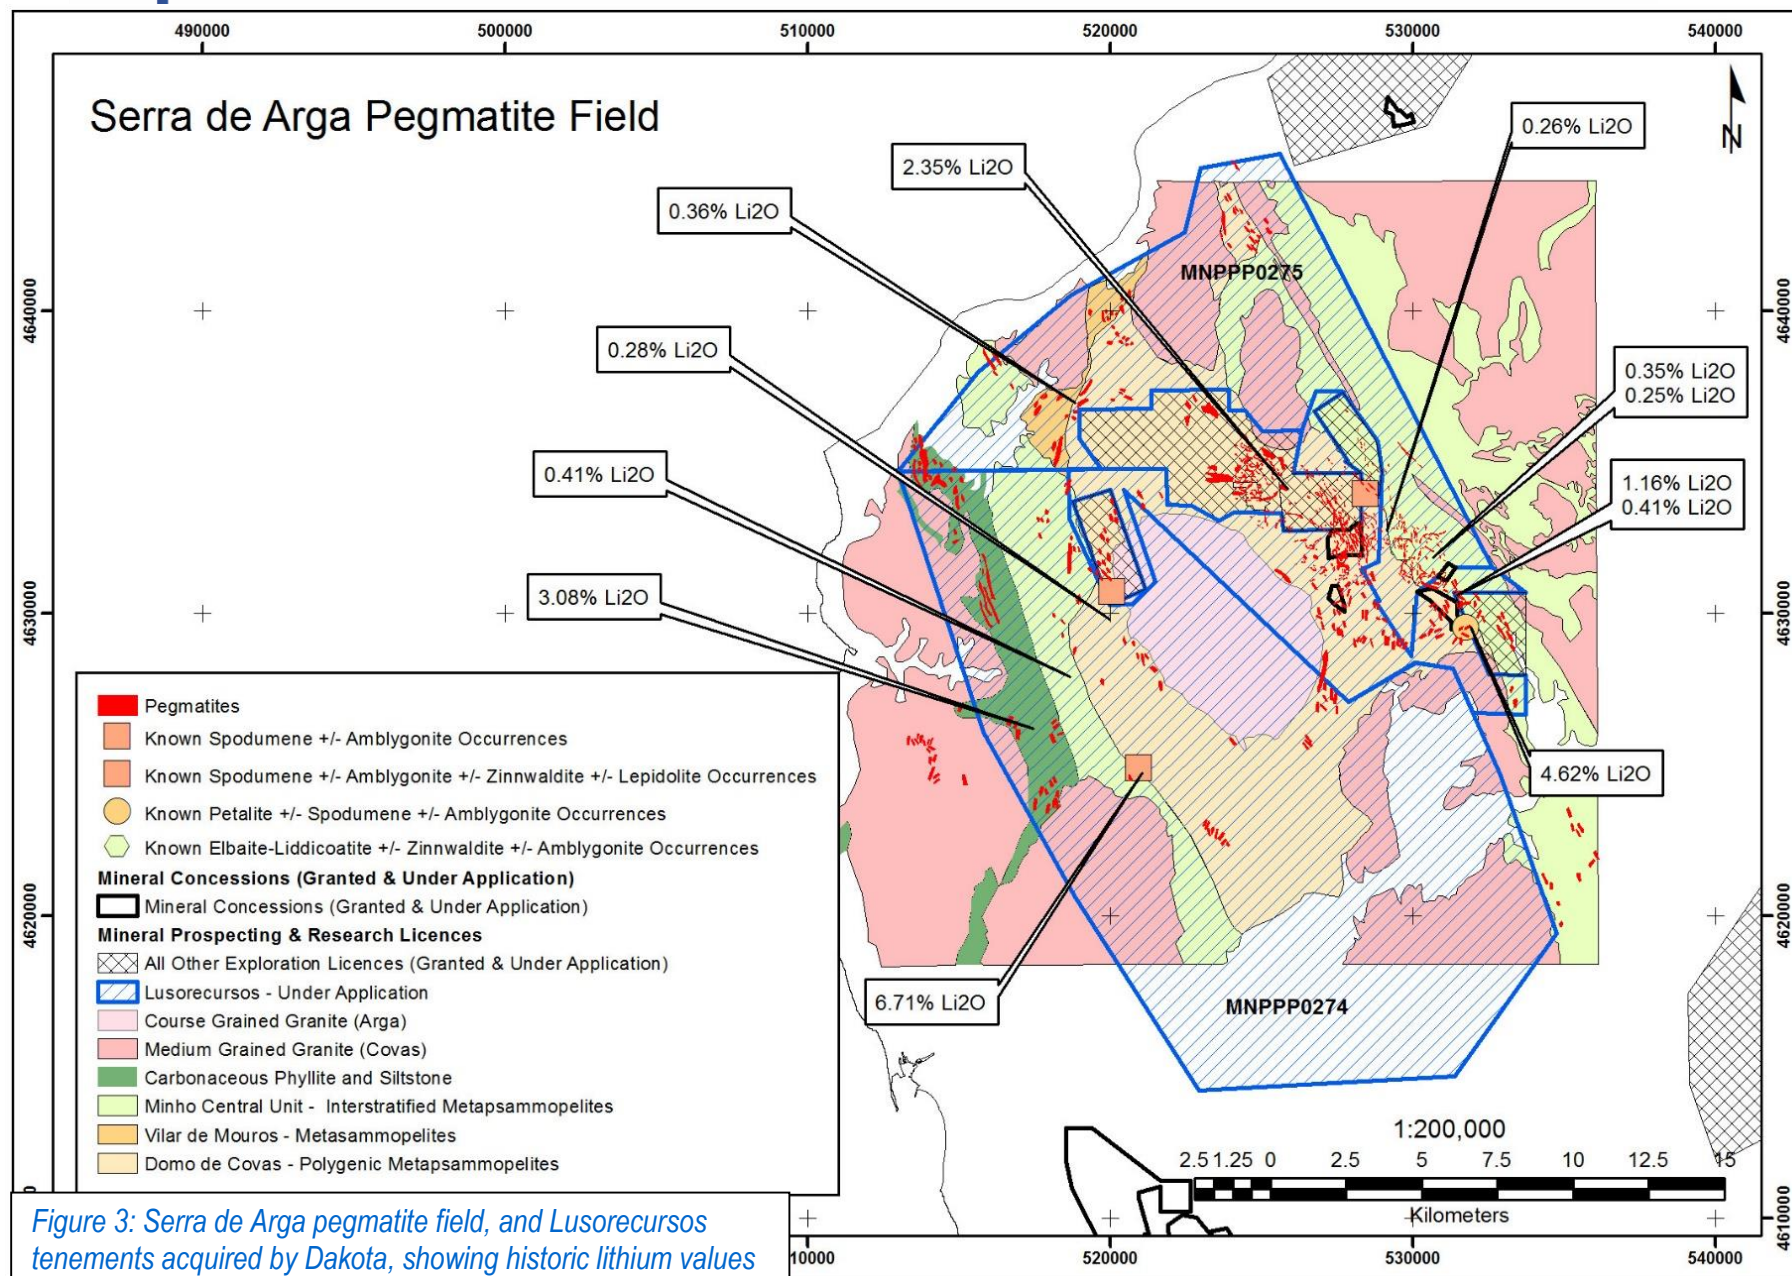 490000 500000 510000 520000 530000 540000
Serra de Arga Pegmatite Field
N
0.26% Li2O
2.35% Li2O
0.36% Li2O
MNPPP0275
4640000
4640000
0.28% Li2O
0.35% Li2O
0.25% Li2O
0.41% Li2O
1.16% Li2O
0.41% Li2O
3.08% Li2O
4630000
4630000
Pegmatites
Known Spodumene +/- Amblygonite Occurrences
Known Spodumene +/- Amblygonite +/- Zinnwaldite +/- Lepidolite Occurrences
4.62% Li2O
Known Petalite +/- Spodumene +/- Amblygonite Occurrences
Known Elbaite-Liddicoatite +/- Zinnwaldite +/- Amblygonite Occurrences
Mineral Concessions (Granted & Under Application)
Mineral Concessions (Granted & Under Application)
4620000
4620000
Mineral Prospecting & Research Licences
All Other Exploration Licences (Granted & Under Application)
Lusorecursos - Under Application
6.71% Li2O
MNPPP0274
Course Grained Granite (Arga)
Medium Grained Granite (Covas)
Carbonaceous Phyllite and Siltstone
Minho Central Unit - Interstratified Metapsammopelites
Vilar de Mouros - Metasammopelites
Domo de Covas - Polygenic Metapsammopelites
1:200,000
2.5 1.25 0 2.5 5 7.5 10 12.5 15
Kilometers
4610000
10000 520000 530000 540000
Figure 3: Serra de Arga pegmatite field, and Lusorecursos
tenements acquired by Dakota, showing historic lithium values